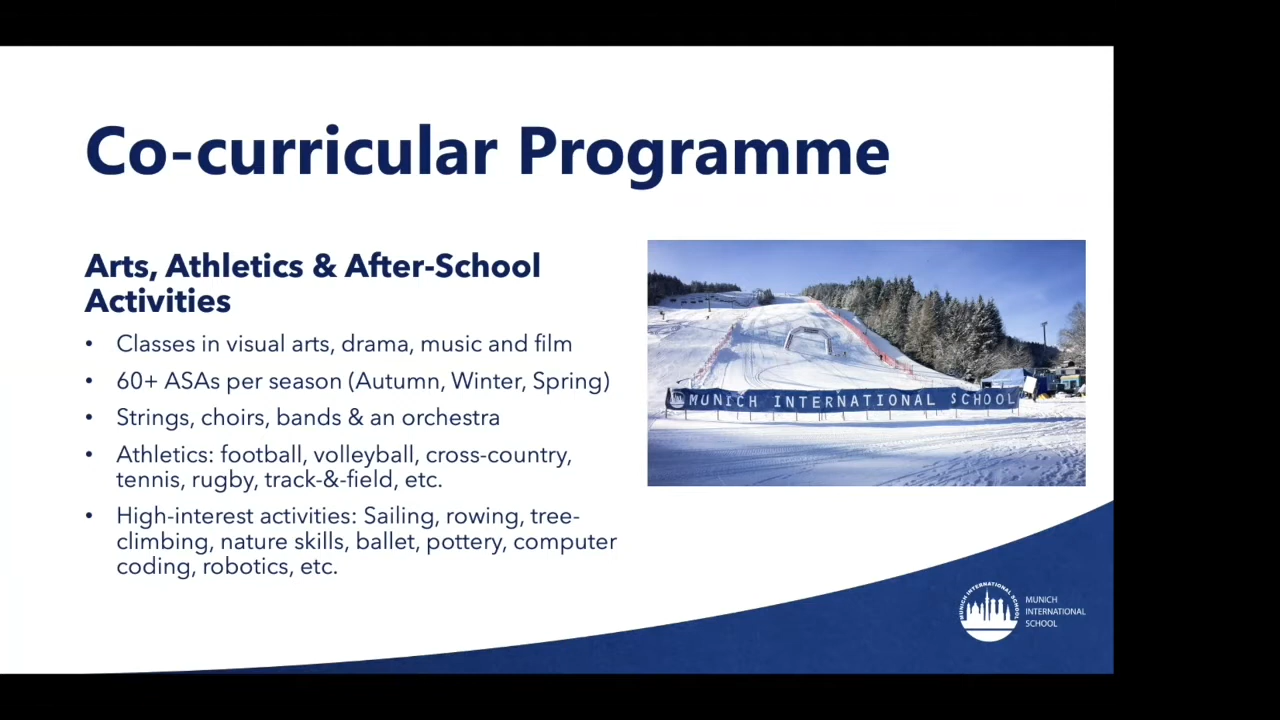 Co-curricular Programme
Arts, Athletics & After-School
Activities
• Classes in visual arts, drama, music and film
• 60+ ASAs per season (Autumn, Winter, Spring)
• Strings, choirs, bands & an orchestra
• Athletics: football, volleyball, cross-country,
tennis, rugby, track-&-field, etc.
• High-interest activities: Sailing, rowing, tree-
climbing, nature skills, ballet, pottery, computer
coding, robotics, etc.
MUNICH INTERNATIONAL SCHOOL
MUNICH INTERNATIONAL SCHOOL
MUNICH
INTERNATIONAL
SCHOOL